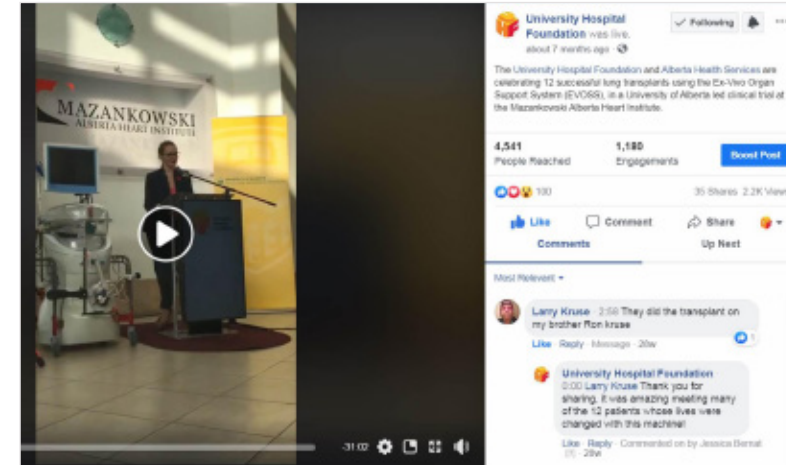 MAZANKOWSKI
ALBERTA HEART INSTITUTE
-31:02
University Hospital
Foundation was live.
Following
about 7 months ago
The University Hospital Foundation and Alberta Health Services are
celebrating 12 successful lung transplants using the Ex-Vivo Organ
Support System (EVOSS), in a University of Alberta led clinical trial at
the Mazankowski Alberta Heart Institute.
4,541
People Reached
1,180
Engagements
Boost Post
100
35 Shares 2.2K Views
Like
Comment
Share
Comments
Up Next
Most Relevant
Larry Kruse · 2:58 They did the transplant on
my brother Ron kruse
1
Like · Reply · Message · 28w
University Hospital Foundation
0:00 Larry Kruse Thank you for
sharing. It was amazing meeting many
of the 12 patients whose lives were
changed with this machine!
Like · Reply · Commented on by Jessica Bernat
28w